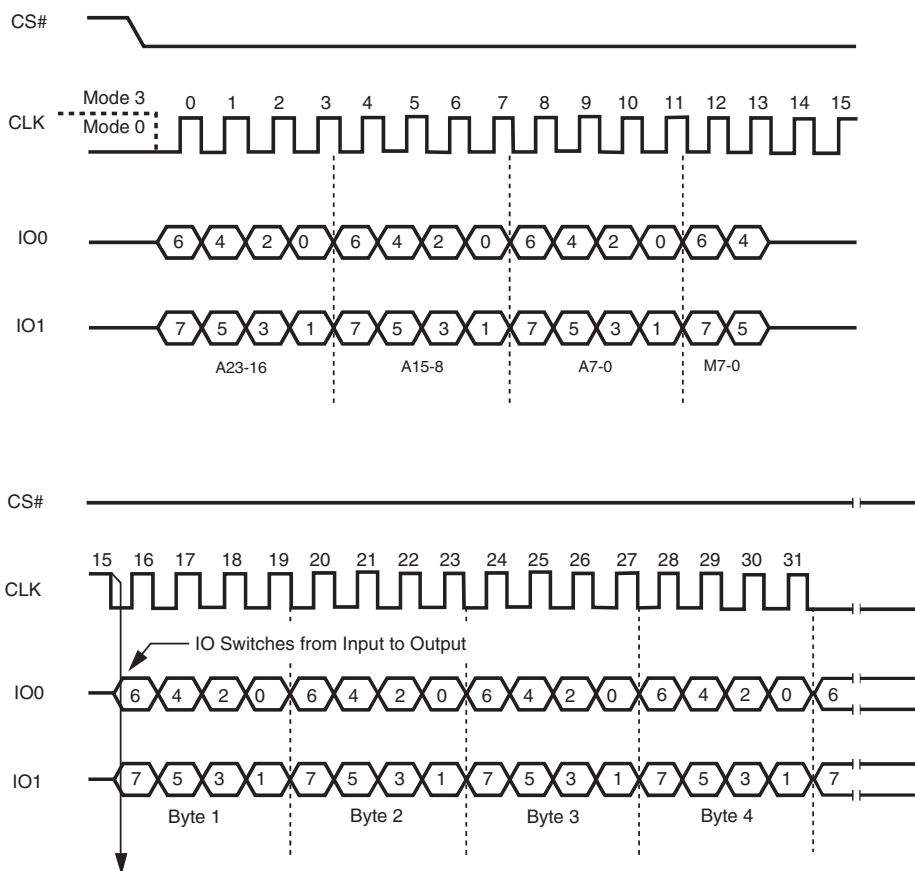 CS#
Mode 3
0 1 2 3 4 5 6 7 8 9 10 11 12 13 14 15
CLK
Mode 0
IO0 6 4 2 0 6 4 2 0 6 4 2 0 6 4
IO1 7 5 3 1 7 5 3 1 7 5 3 1 7 5
A23-16 A15-8 A7-0 M7-0
CS#
15 16 17 18 19 20 21 22 23 24 25 26 27 28 29 30 31
CLK
IO Switches from Input to Output
IO0 6 4 2 0 6 4 2 0 6 4 2 0 6 4 2 0 6
IO1 7 5 3 1 7 5 3 1 7 5 3 1 7 5 3 1 7
Byte 1 Byte 2 Byte 3 Byte 4